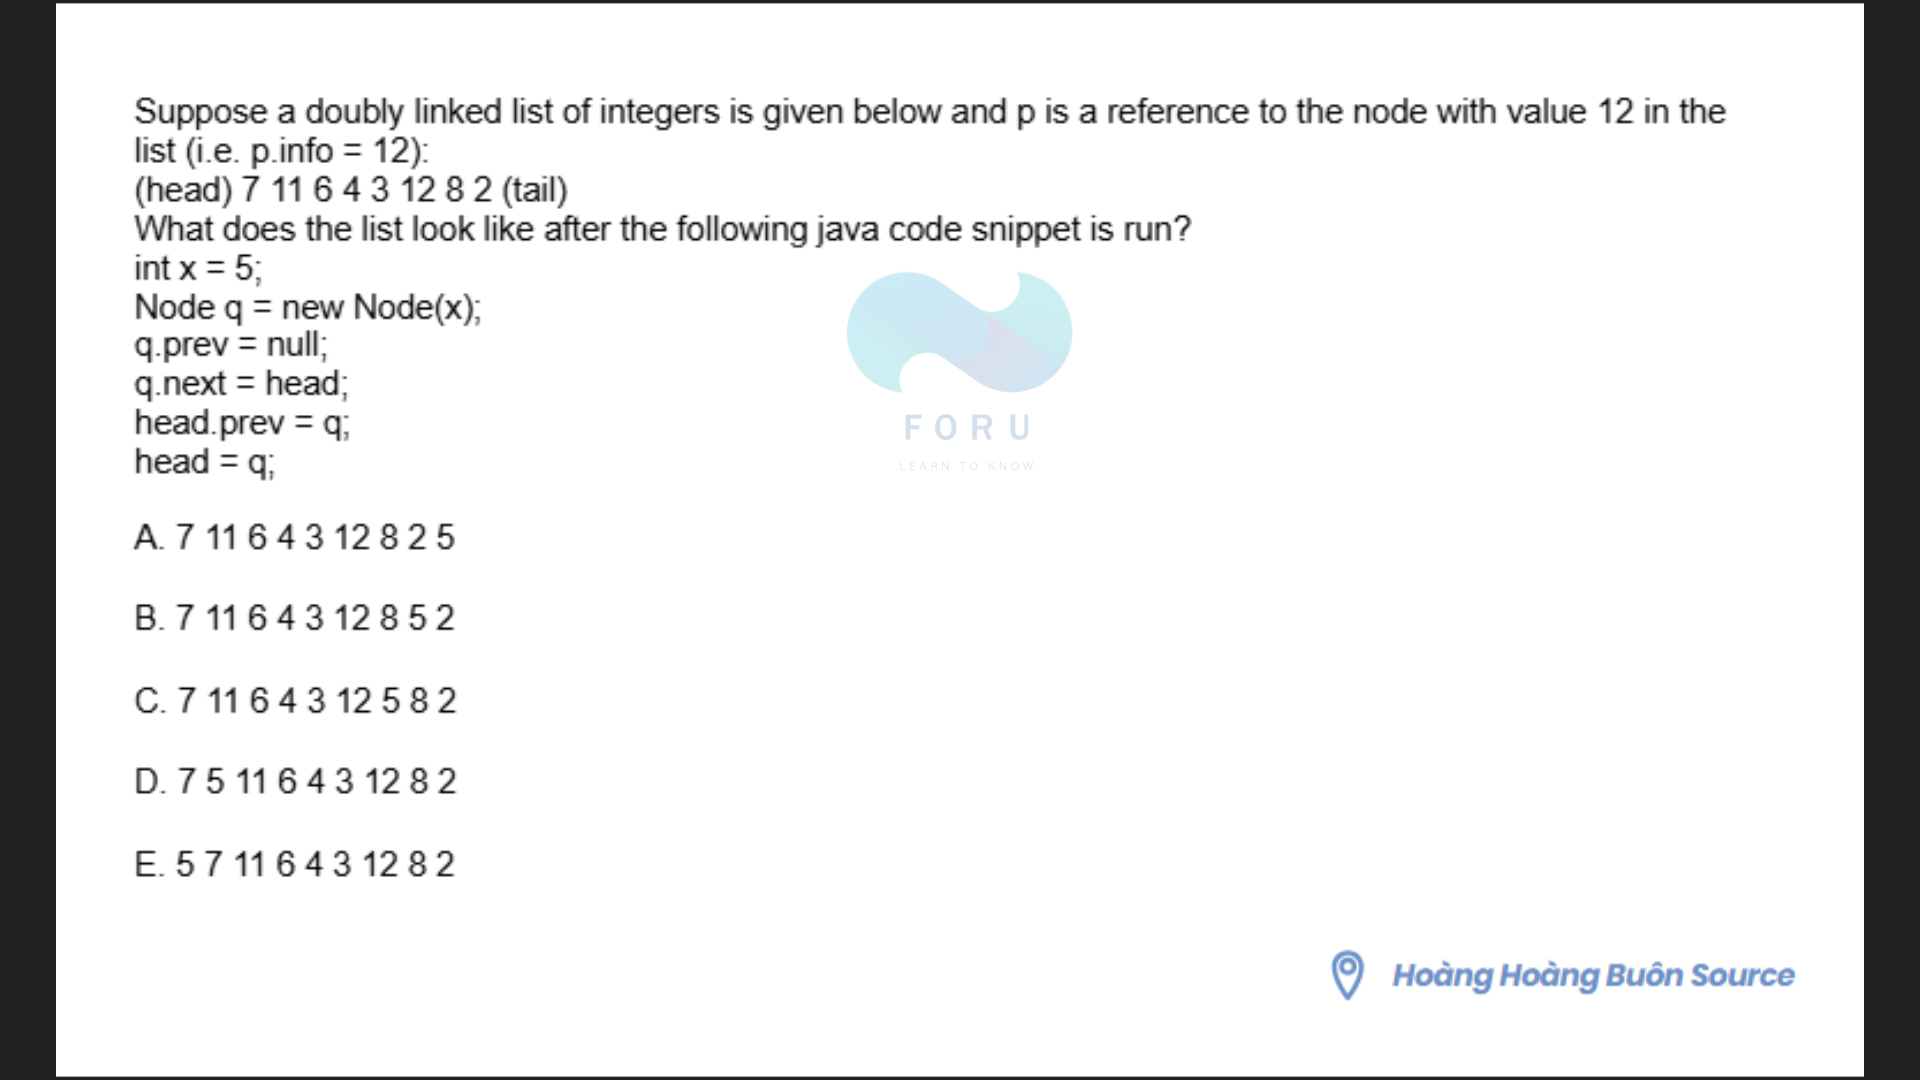 Suppose a doubly linked list of integers is given below and p is a reference to the node with value 12 in the
list (i.e. p.info = 12):
(head) 7 11 6 4 3 12 8 2 (tail)
What does the list look like after the following java code snippet is run?
int x = 5;
Node q = new Node(x);
q.prev = null;
q.next = head;
head.prev = q;
head = q;
FORU
LEARN TO KNOW
A. 7 11 6 4 3 12 8 2 5
B. 7 11 6 4 3 12 8 5 2
C. 7 11 6 4 3 12 5 8 2
D. 7 5 11 6 4 3 12 8 2
E. 5 7 11 6 4 3 12 8 2
Hoàng Hoàng Buôn Source